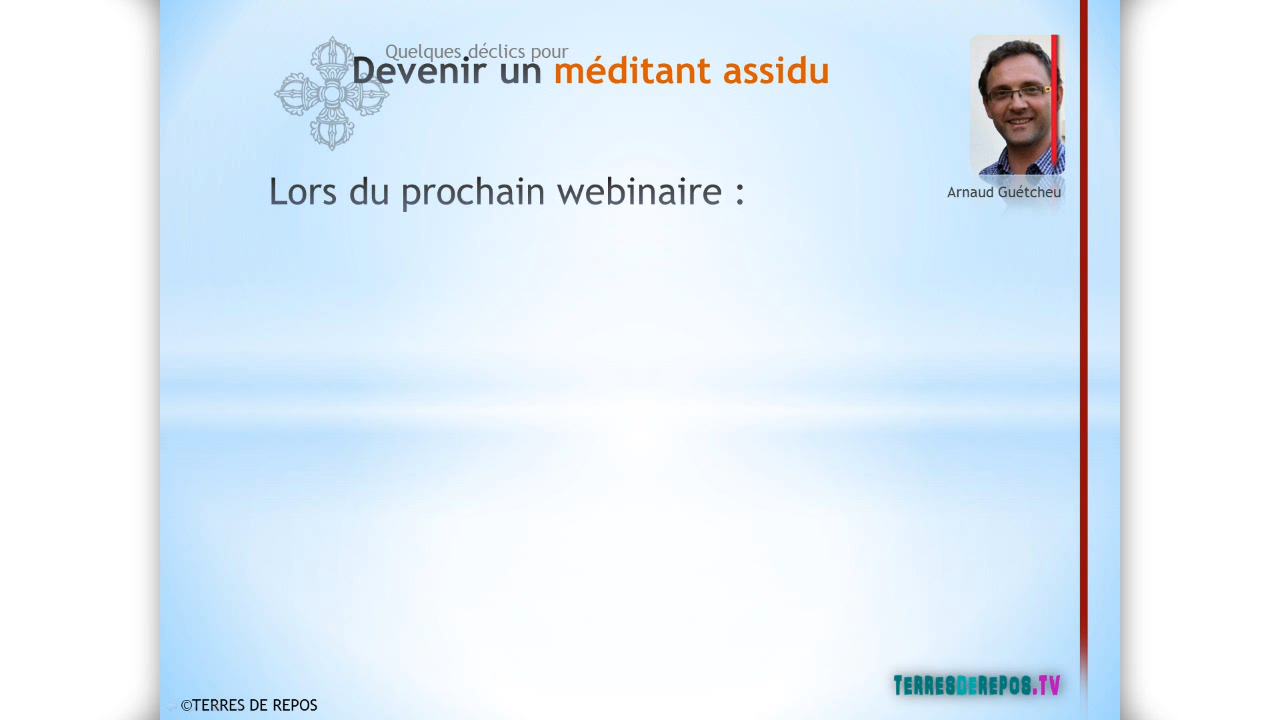 Quelques déclics pour
Devenir un méditant assidu
Arnaud Guétcheu
Lors du prochain webinaire :
TERRESDEREPOS.TV
©TERRES DE REPOS